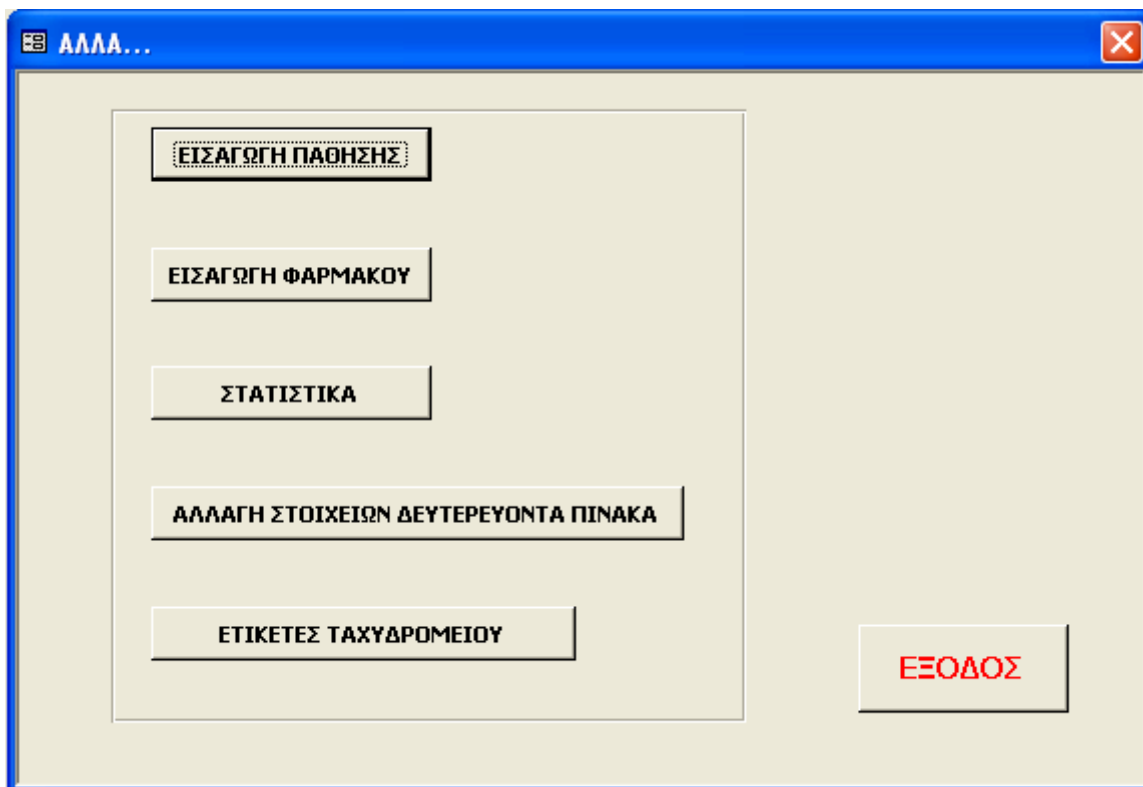 ΑΛΛΑ...
ΕΙΣΑΓΩΓΗ ΠΑΘΗΣΗΣ
ΕΙΣΑΓΩΓΗ ΦΑΡΜΑΚΟΥ
ΣΤΑΤΙΣΤΙΚΑ
ΑΛΛΑΓΗ ΣΤΟΙΧΕΙΩΝ ΔΕΥΤΕΡΕΥΟΝΤΑ ΠΙΝΑΚΑ
ΕΤΙΚΕΤΕΣ ΤΑΧΥΔΡΟΜΕΙΟΥ
ΕΞΟΔΟΣ